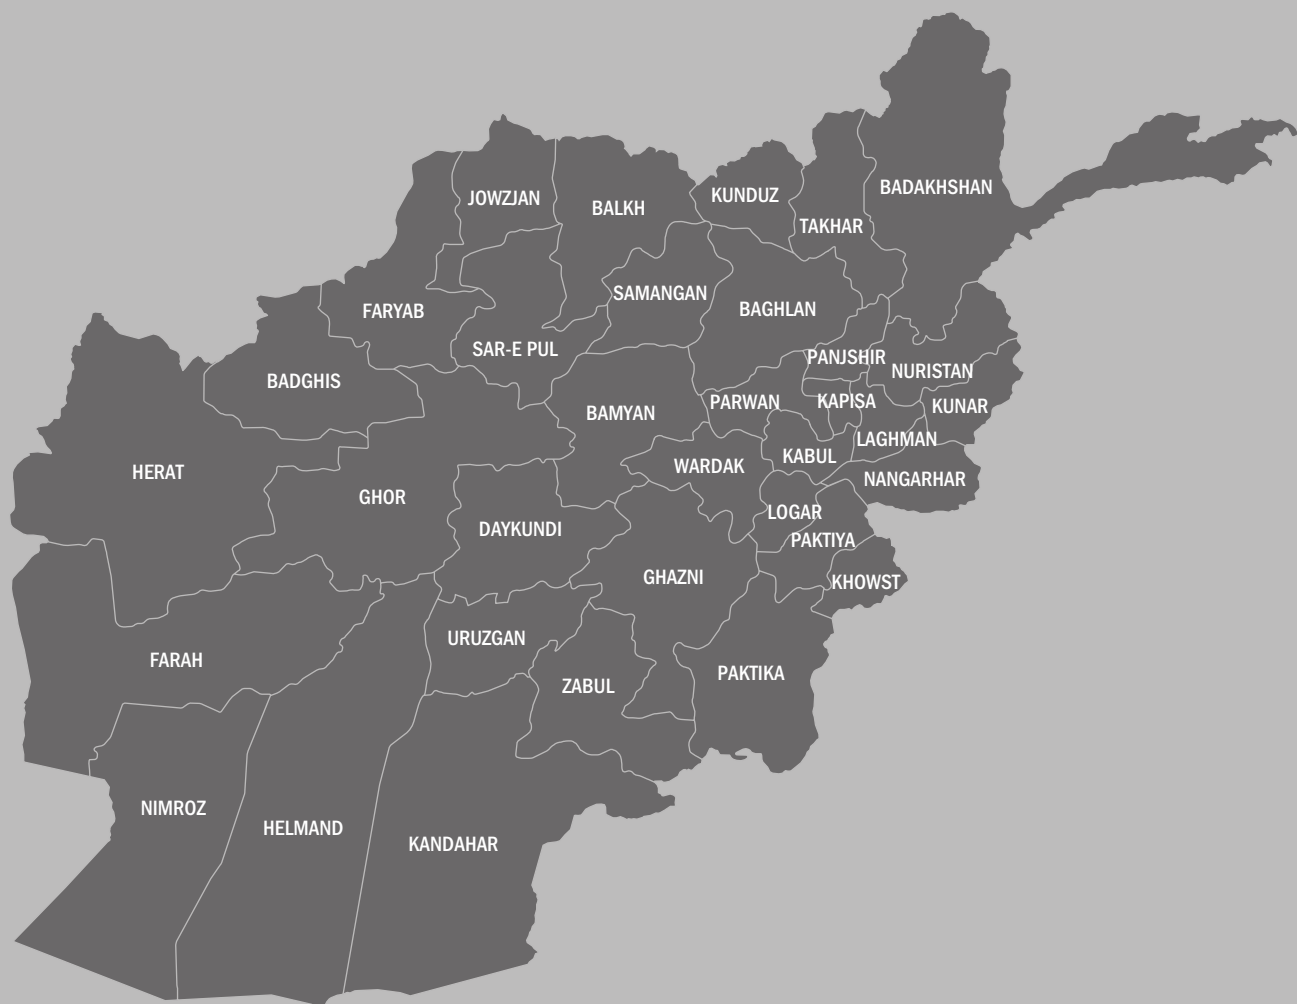 BADAKHSHAN
KUNDUZ
JOWZJAN
BALKH
TAKHAR
SAMANGAN
BAGHLAN
FARYAB
SAR-E PUL
PANJSHIR
NURISTAN
BADGHIS
PARWAN
KAPISA
KUNAR
BAMYAN
LAGHMAN
KABUL
WARDAK
HERAT
NANGARHAR
GHOR
LOGAR
DAYKUNDI
PAKTIYA
GHAZNI
KHOWST
URUZGAN
FARAH
PAKTIKA
ZABUL
NIMROZ
HELMAND
KANDAHAR